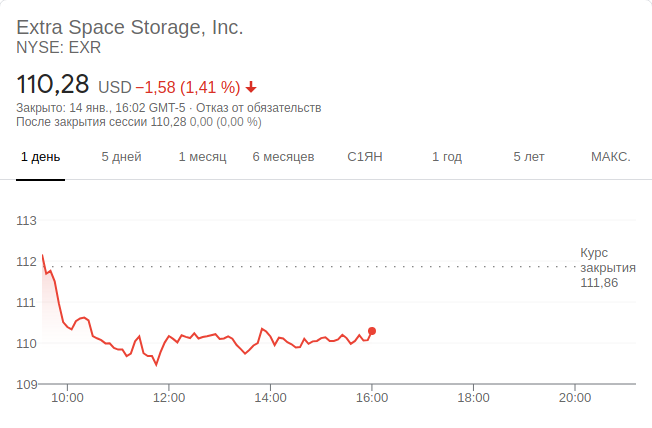 Extra Space Storage, Inc.
NYSE: EXR
110,28 USD −1,58 (1,41 %)
Закрыто: 14 янв., 16:02 GMT-5 · Отказ от обязательств
После закрытия сессии 110,28 0,00 (0,00 %)
1 день 5 дней 1 месяц 6 месяцев С1ЯН 1 год 5 лет МАКС.
113
112
111
110
109
Курс
закрытия
111,86
10:00 12:00 14:00 16:00 18:00 20:00